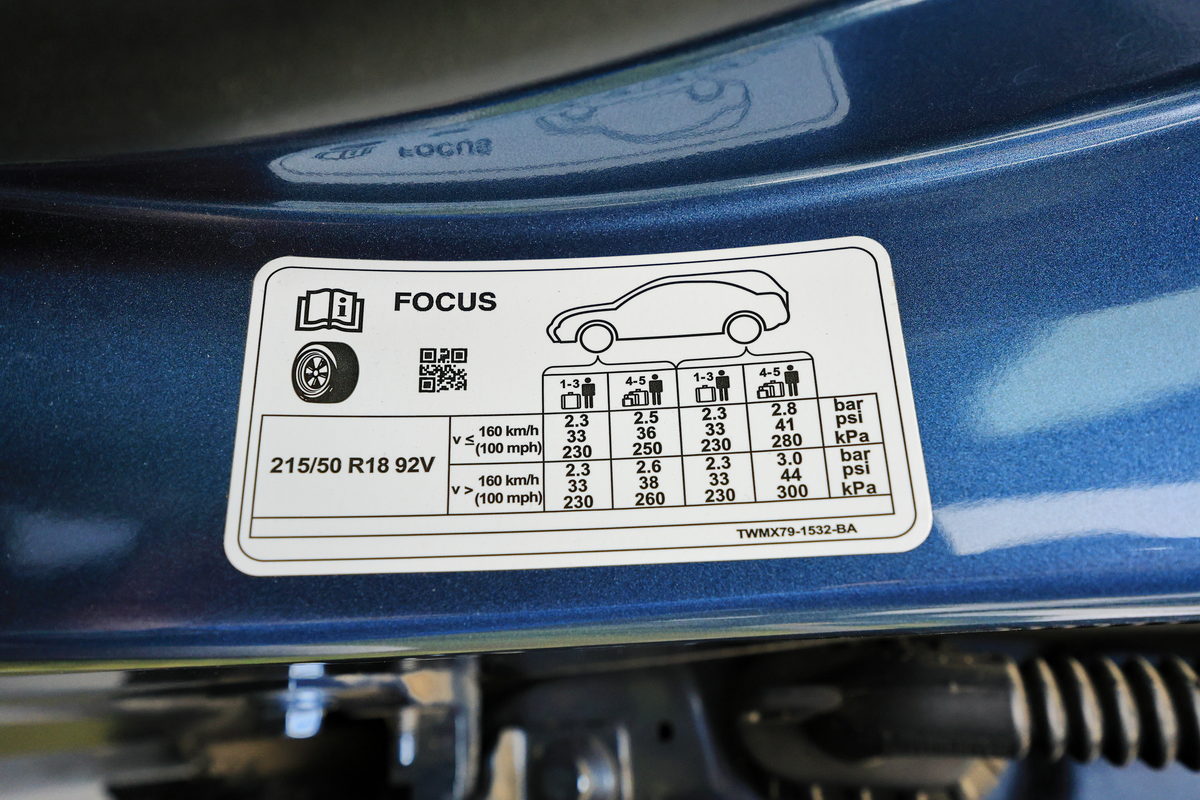 FOCUS
i FOCUS
1-3 4-5 1-3 4-5
215/50 R18 92V
v ≤ 160 km/h (100 mph)
2.3 2.5 2.3 2.8 bar
33 36 33 41 psi
230 250 230 280 kPa
v > 160 km/h (100 mph)
2.3 2.6 2.3 3.0 bar
33 38 33 44 psi
230 260 230 300 kPa
TWMX79-1532-BA